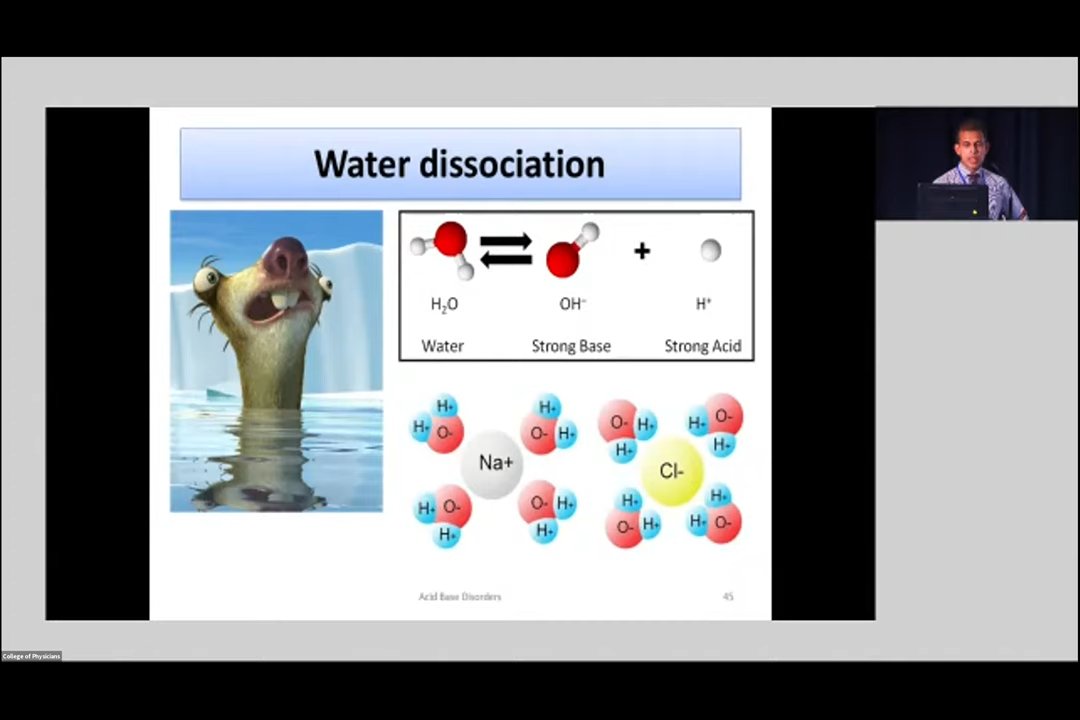 Water dissociation
H₂O
OH⁻
+
H⁺
Water
Strong Base
Strong Acid
H+
H+
O-
H+
O-
H+
Na+
H+
O-
H+
O-
H+
H+
O-
H+
H+
H+
O-
H+
Cl-
H+
O-
H+
H+
H+
O-
Acid Base Disorders
45
College of Physicians